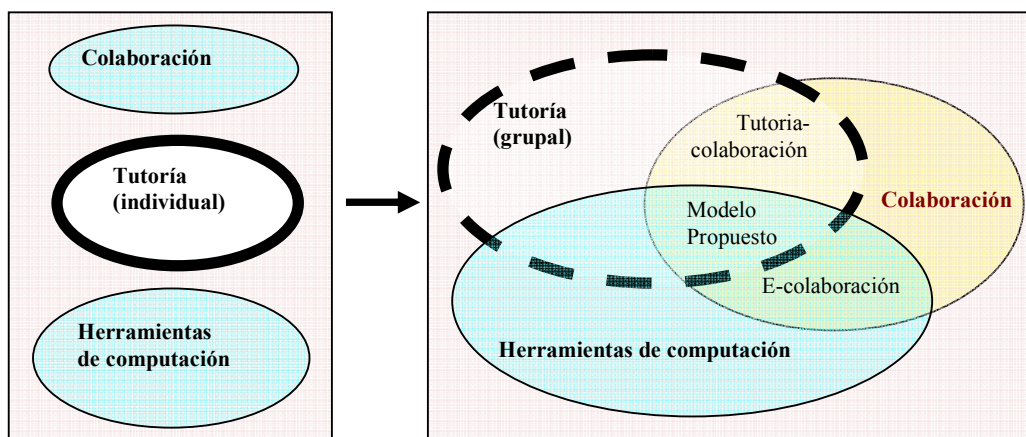 Colaboración
Tutoría
(individual)
Herramientas
de computación
Tutoría
(grupal)
Tutoria-
colaboración
Colaboración
Modelo
Propuesto
E-colaboración
Herramientas de computación